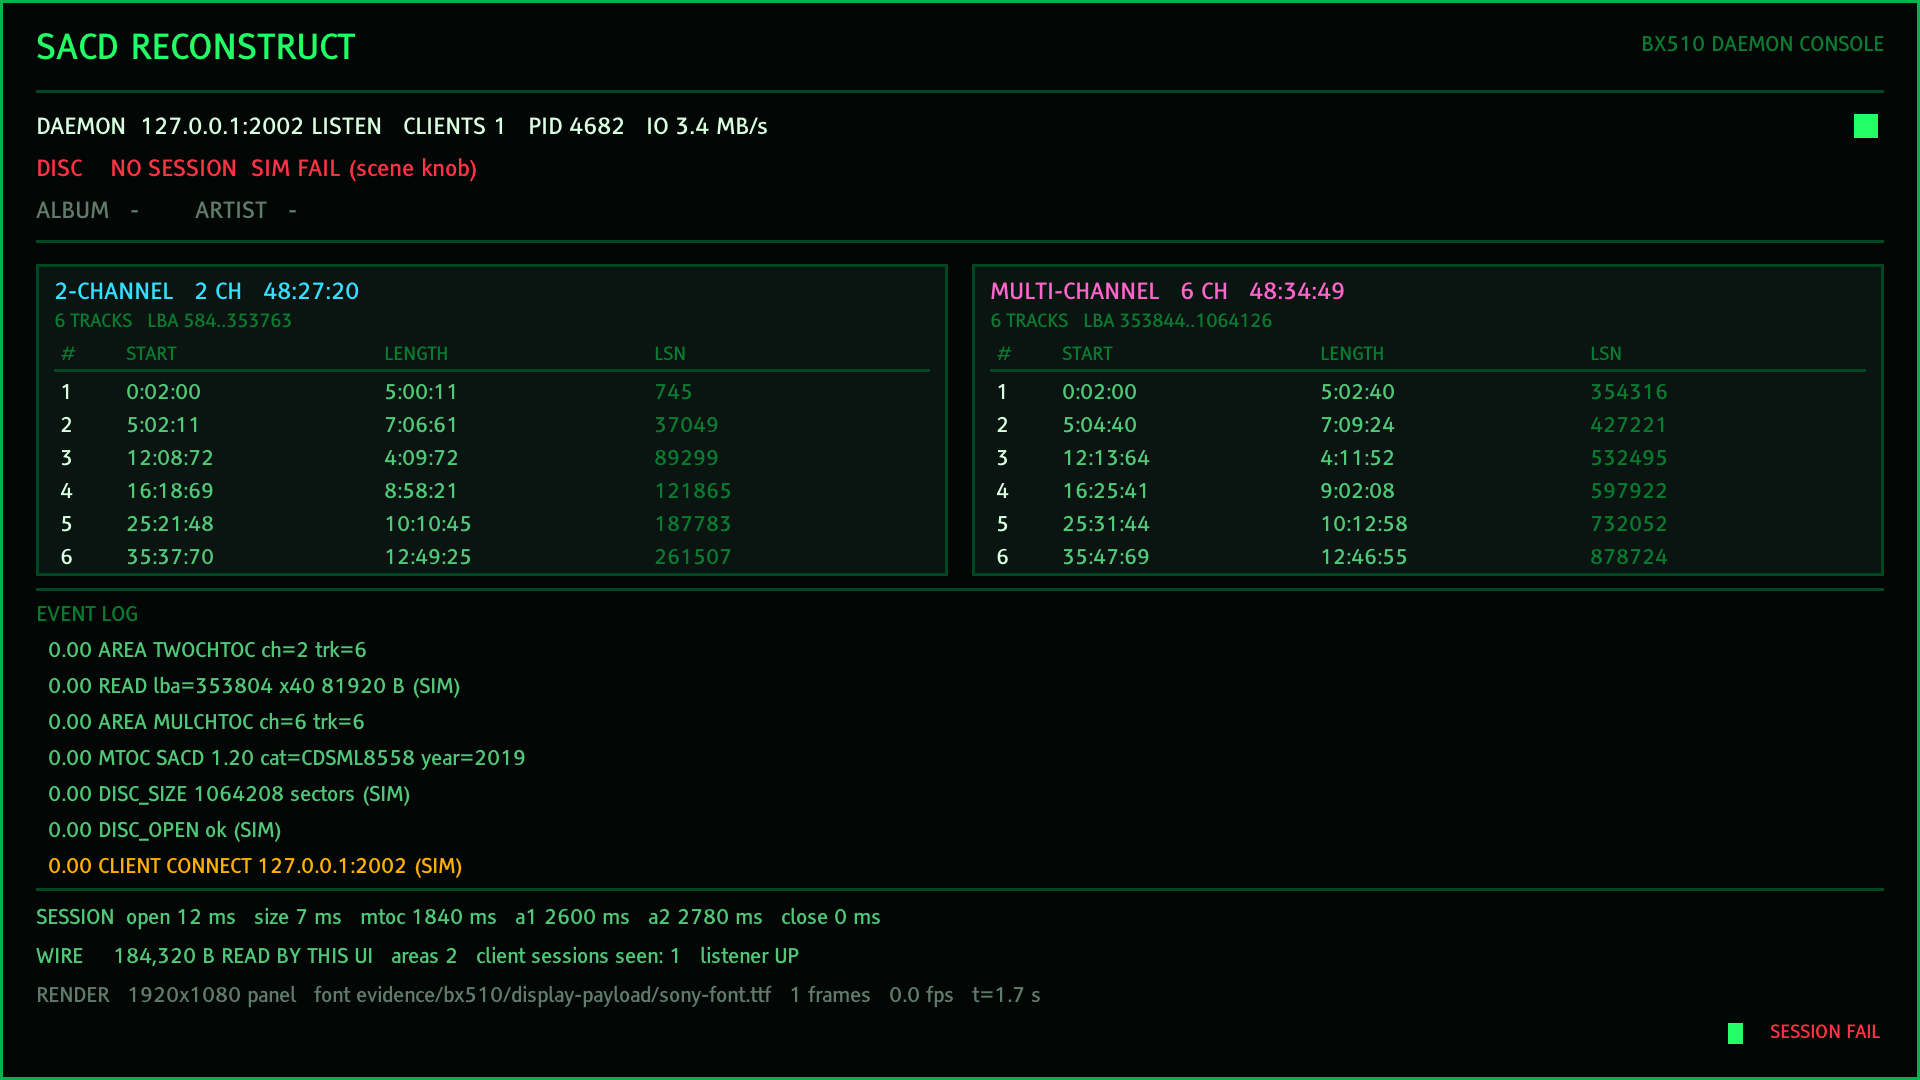 SACD RECONSTRUCT
BX510 DAEMON CONSOLE
DAEMON 127.0.0.1:2002 LISTEN CLIENTS 1 PID 4682 IO 3.4 MB/s
DISC NO SESSION SIM FAIL (scene knob)
ALBUM - ARTIST -
2-CHANNEL 2 CH 48:27:20
6 TRACKS LBA 584..353763
# START LENGTH LSN
1 0:02:00 5:00:11 745
2 5:02:11 7:06:61 37049
3 12:08:72 4:09:72 89299
4 16:18:69 8:58:21 121865
5 25:21:48 10:10:45 187783
6 35:37:70 12:49:25 261507
MULTI-CHANNEL 6 CH 48:34:49
6 TRACKS LBA 353844..1064126
# START LENGTH LSN
1 0:02:00 5:02:40 354316
2 5:04:40 7:09:24 427221
3 12:13:64 4:11:52 532495
4 16:25:41 9:02:08 597922
5 25:31:44 10:12:58 732052
6 35:47:69 12:46:55 878724
EVENT LOG
0.00 AREA TWOCHTOC ch=2 trk=6
0.00 READ lba=353804 x40 81920 B (SIM)
0.00 AREA MULCHTOC ch=6 trk=6
0.00 MTOC SACD 1.20 cat=CDSML8558 year=2019
0.00 DISC_SIZE 1064208 sectors (SIM)
0.00 DISC_OPEN ok (SIM)
0.00 CLIENT CONNECT 127.0.0.1:2002 (SIM)
SESSION open 12 ms size 7 ms mtoc 1840 ms a1 2600 ms a2 2780 ms close 0 ms
WIRE 184,320 B READ BY THIS UI areas 2 client sessions seen: 1 listener UP
RENDER 1920x1080 panel font evidence/bx510/display-payload/sony-font.ttf 1 frames 0.0 fps t=1.7 s
SESSION FAIL